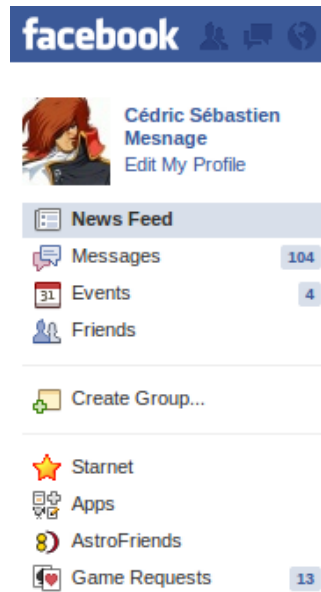 facebook
Cédric Sébastien
Mesnage
Edit My Profile
News Feed
Messages 104
31 Events 4
Friends
Create Group...
Starnet
Apps
AstroFriends
Game Requests 13